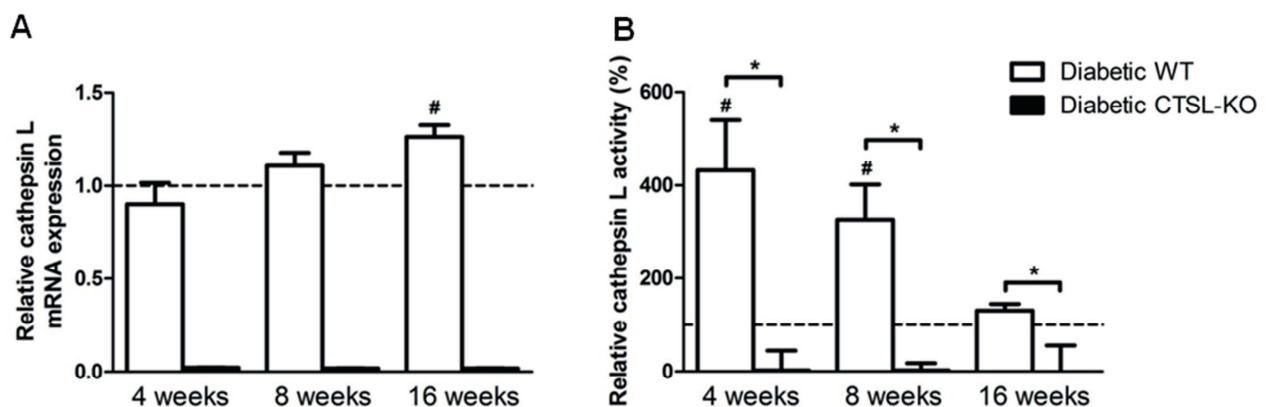 A
Relative cathepsin L
mRNA expression
1.5
1.0
0.5
0.0
#
4 weeks
8 weeks
16 weeks
B
Relative cathepsin L activity (%)
600
400
200
0
#
*
#
*
*
4 weeks
8 weeks
16 weeks
Diabetic WT
Diabetic CTSL-KO